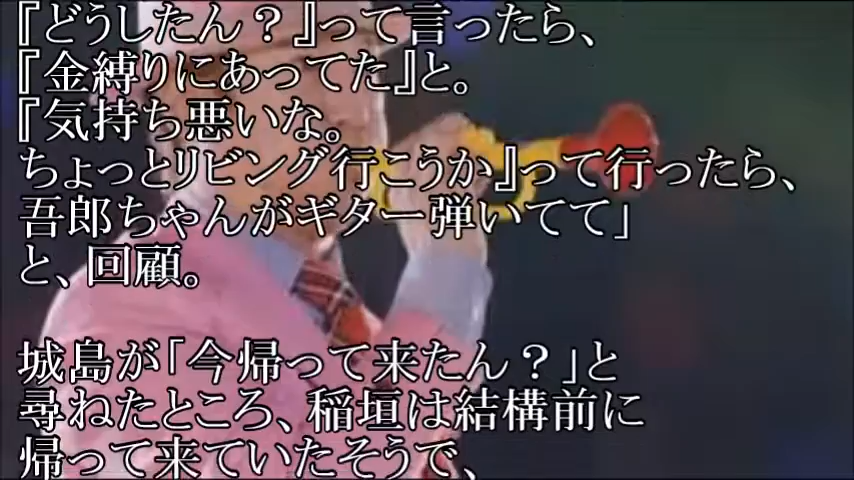 『どうしたん？』って言ったら、
『金縛りにあってた』と。
『気持ち悪いな。
ちょっとリビング行こうか』って行ったら、
吾郎ちゃんがギター弾いてて」
と、回顧。
城島が「今帰って来たん？」と
尋ねたところ、稲垣は結構前に
帰って来ていたそうで、